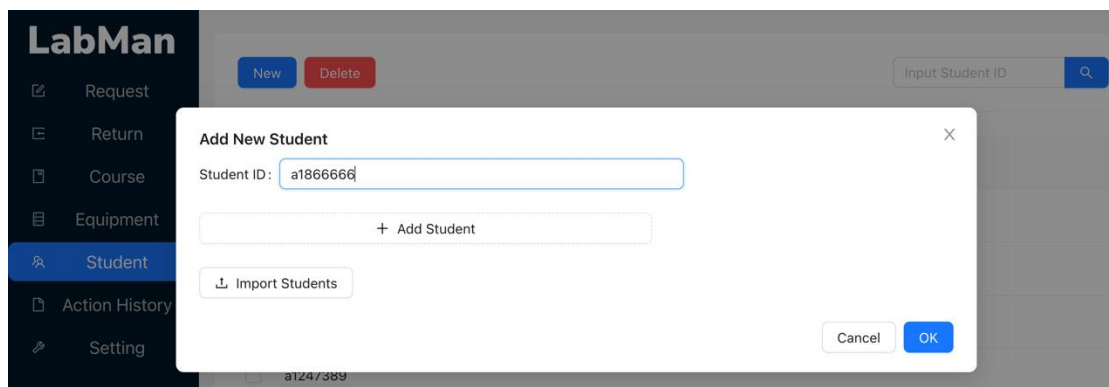 LabMan
Request
Return
Course
Equipment
Student
Action History
Setting
New
Delete
Input Student ID
Add New Student
Student ID:
a1866666
+ Add Student
Import Students
Cancel
OK
a1247389